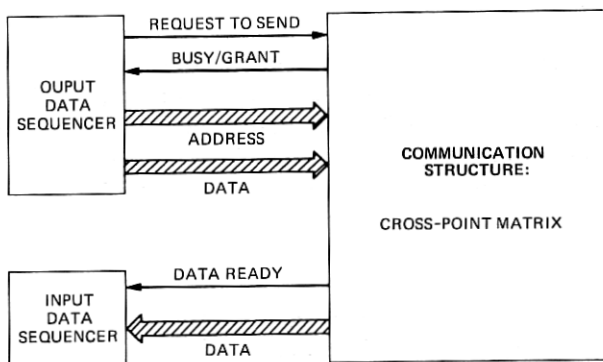 REQUEST TO SEND
BUSY/GRANT
OUPUT
DATA
SEQUENCER
ADDRESS
DATA
COMMUNICATION
STRUCTURE:
CROSS-POINT MATRIX
DATA READY
INPUT
DATA
SEQUENCER
DATA